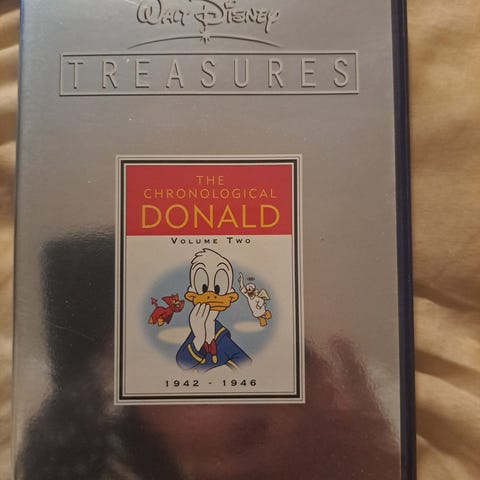 Walt Disney
TREASURES
THE
CHRONOLOGICAL
DONALD
VOLUME TWO
1942 - 1946